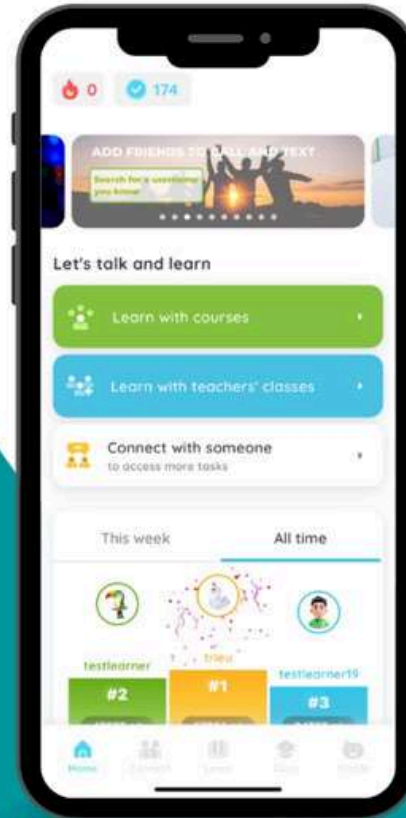 0
174
ADD FRIENDS TO CALL AND TEXT
Search for a username
you know
Let's talk and learn
Learn with courses
Learn with teachers' classes
Connect with someone
to access more tasks
This week
All time
testlearner
trieu
testlearner19
#2
#1
#3
Home